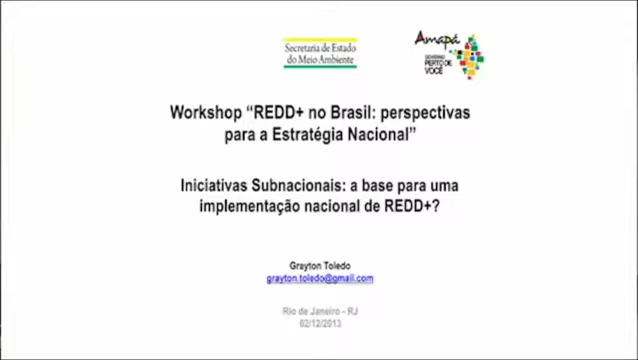 Secretaria de Estado
do Meio Ambiente
Amapá
GOVERNO
PERTO DE
VOCÊ
Workshop “REDD+ no Brasil: perspectivas
para a Estratégia Nacional”
Iniciativas Subnacionais: a base para uma
implementação nacional de REDD+?
Grayton Toledo
grayton.toledo@gmail.com
Rio de Janeiro - RJ
02/12/2013